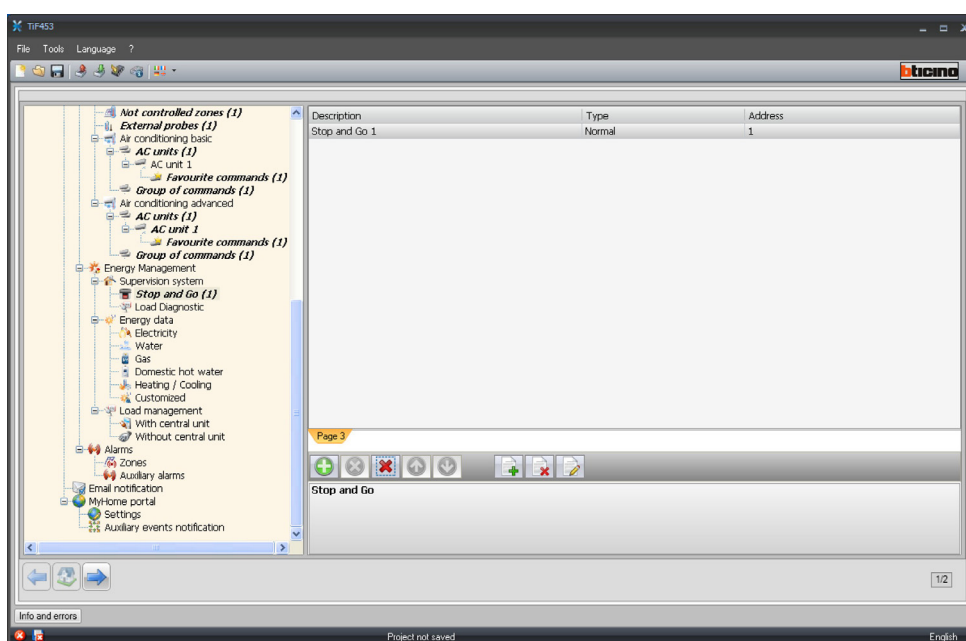 TiF453
File Tools Language ?
bticino
Not controlled zones (1)
External probes (1)
Air conditioning basic
AC units (1)
AC unit 1
Favourite commands (1)
Group of commands (1)
Air conditioning advanced
AC units (1)
AC unit 1
Favourite commands (1)
Group of commands (1)
Energy Management
Supervision system
Stop and Go (1)
Load Diagnostic
Energy data
Electricity
Water
Gas
Domestic hot water
Heating / Cooling
Customized
Load management
With central unit
Without central unit
Alarms
Zones
Auxiliary alarms
Email notification
MyHome portal
Settings
Auxiliary events notification
Description Type Address
Stop and Go 1 Normal 1
Page 3
Stop and Go
1/2
Info and errors
Project not saved English